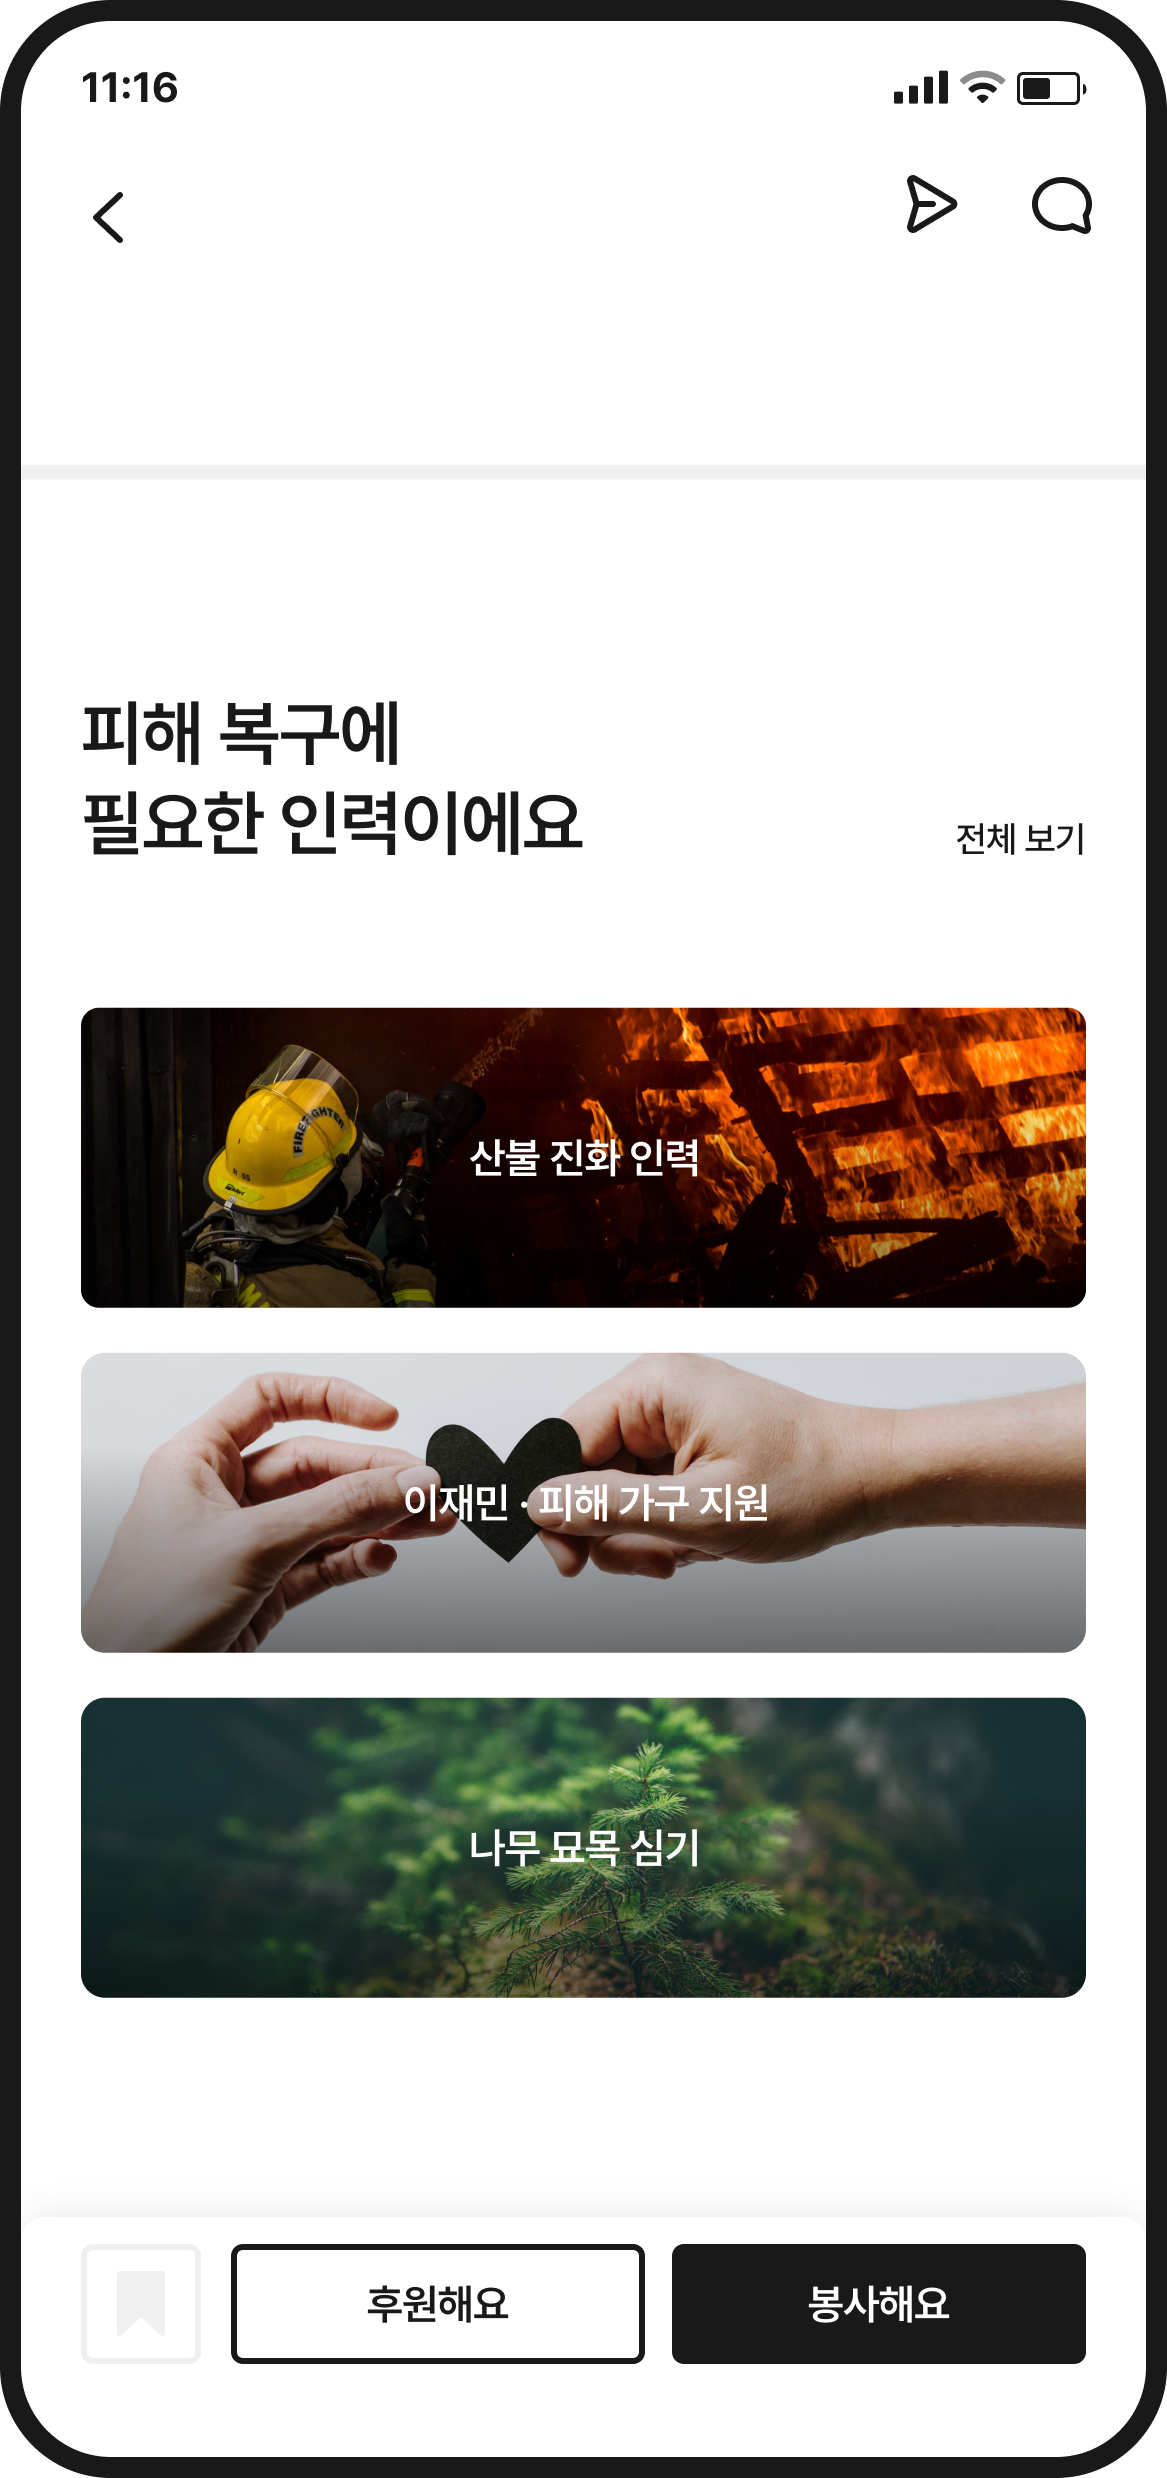 11:16
피해 복구에
필요한 인력이에요
전체 보기
FIREFIGHTER
R. 05
산불 진화 인력
이재민 · 피해 가구 지원
나무 묘목 심기
후원해요
봉사해요